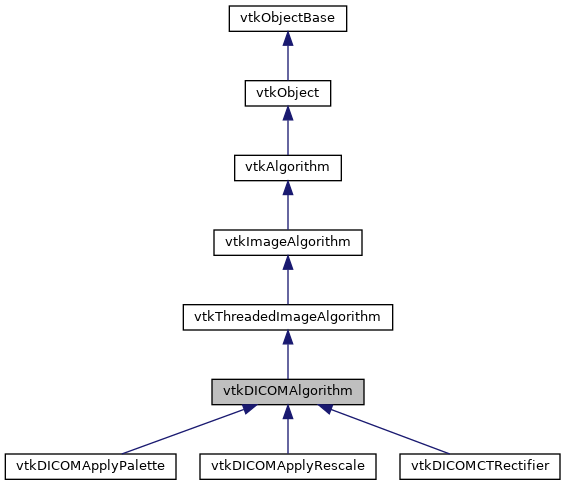 vtkObjectBase
vtkObject
vtkAlgorithm
vtkImageAlgorithm
vtkThreadedImageAlgorithm
vtkDICOMAlgorithm
vtkDICOMApplyPalette
vtkDICOMApplyRescale
vtkDICOMCTRectifier